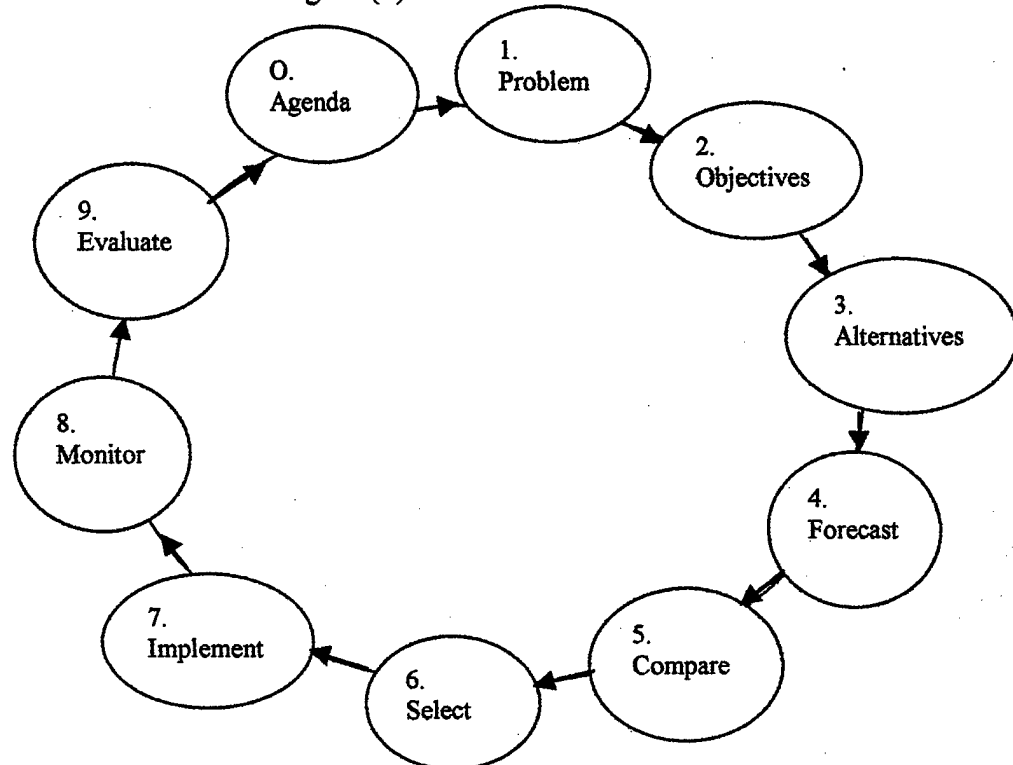 O.
Agenda
1.
Problem
2.
Objectives
3.
Alternatives
4.
Forecast
5.
Compare
6.
Select
7.
Implement
8.
Monitor
9.
Evaluate